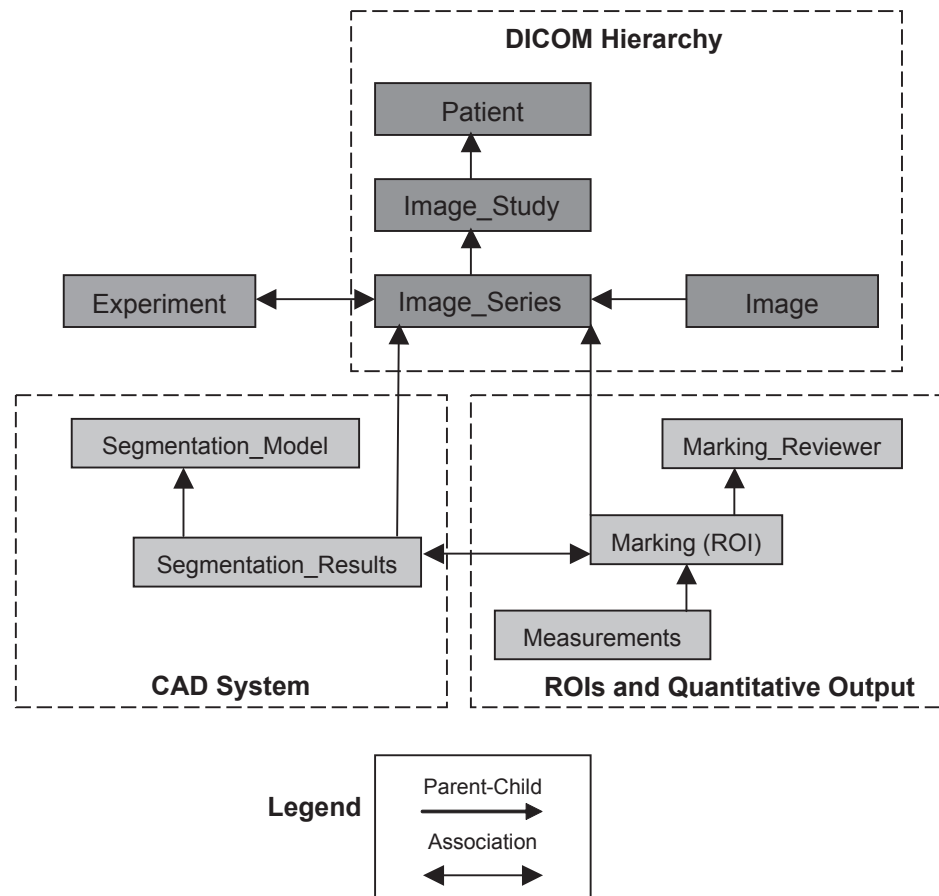 DICOM Hierarchy
Patient
Image_Study
Experiment
Image_Series
Image
Segmentation_Model
Marking_Reviewer
Segmentation_Results
Marking (ROI)
Measurements
CAD System
ROIs and Quantitative Output
Legend
Parent-Child
Association